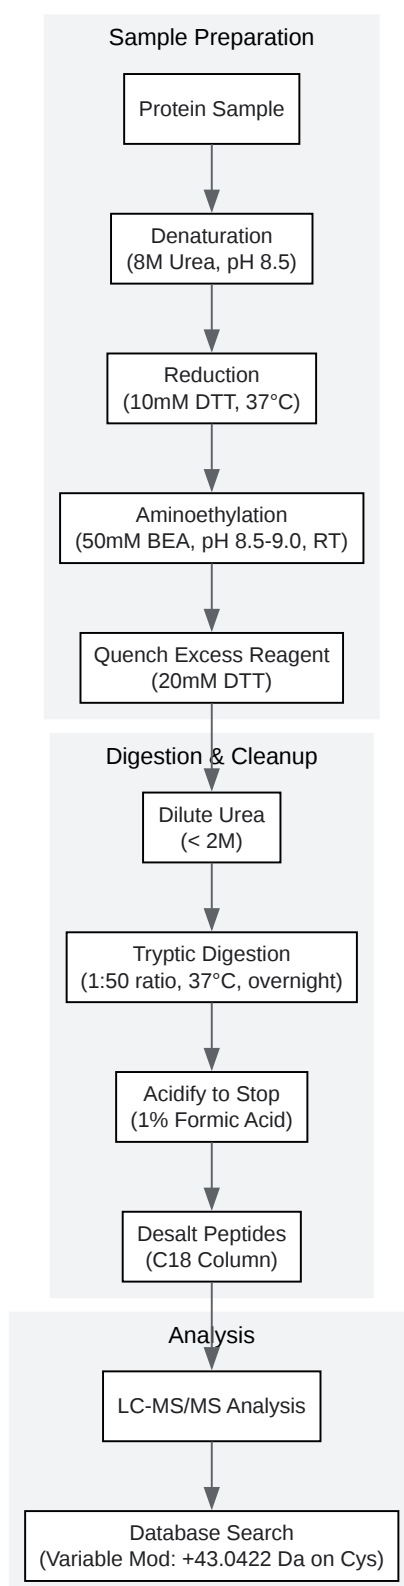 Sample Preparation
Protein Sample
Denaturation
(8M Urea, pH 8.5)
Reduction
(10mM DTT, 37°C)
Aminoethylation
(50mM BEA, pH 8.5-9.0, RT)
Quench Excess Reagent
(20mM DTT)
Digestion & Cleanup
Dilute Urea
(< 2M)
Tryptic Digestion
(1:50 ratio, 37°C, overnight)
Acidify to Stop
(1% Formic Acid)
Desalt Peptides
(C18 Column)
Analysis
LC-MS/MS Analysis
Database Search
(Variable Mod: +43.0422 Da on Cys)